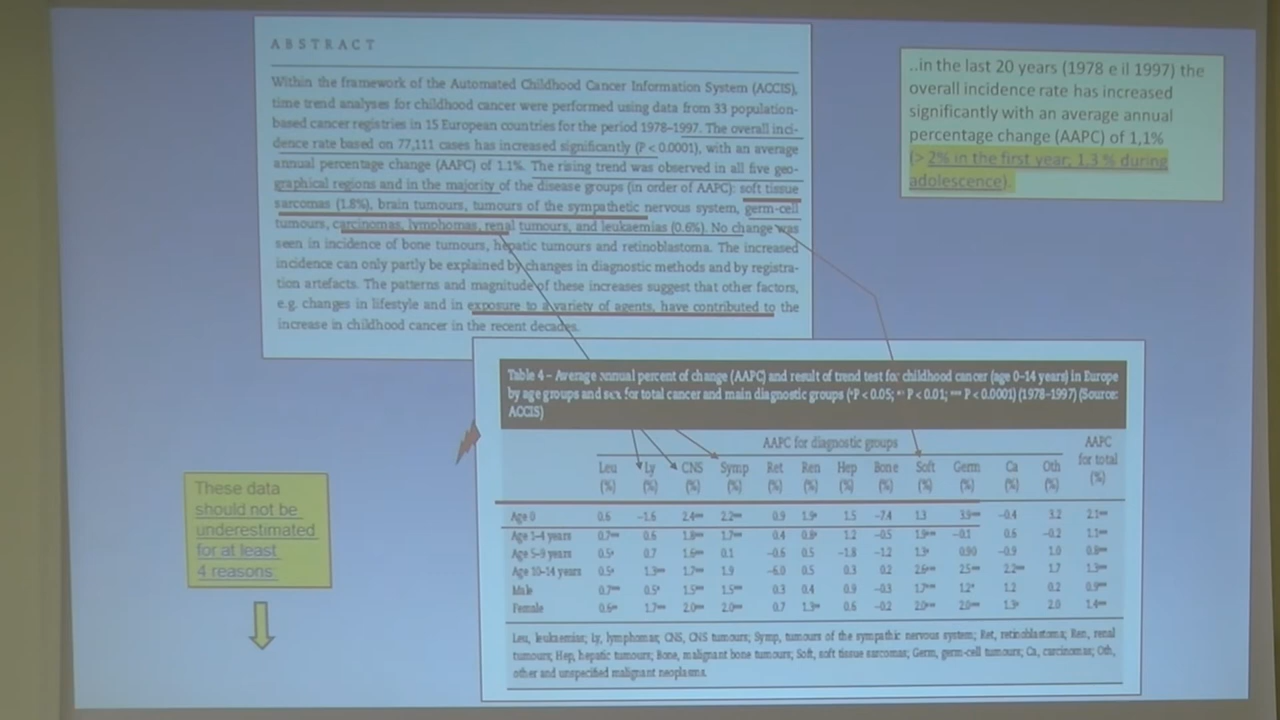 ABSTRACT
Within the framework of the Automated Childhood Cancer Information System (ACCIS),
time trend analyses for childhood cancer were performed using data from 33 population-
based cancer registries in 15 European countries for the period 1978–1997. The overall inci-
dence rate based on 77,111 cases has increased significantly (P < 0.0001), with an average
annual percentage change (AAPC) of 1.1%. The rising trend was observed in all five geo-
graphical regions and in the majority of the disease groups (in order of AAPC): soft tissue
sarcomas (1.8%), brain tumours, tumours of the sympathetic nervous system, germ-cell
tumours, carcinomas, lymphomas, renal tumours, and leukaemias (0.6%). No change was
seen in incidence of bone tumours, hepatic tumours and retinoblastoma. The increased
incidence can only partly be explained by changes in diagnostic methods and by registra-
tion artefacts. The patterns and magnitude of these increases suggest that other factors,
e.g. changes in lifestyle and in exposure to a variety of agents, have contributed to the
increase in childhood cancer in the recent decades.
..in the last 20 years (1978 e il 1997) the
overall incidence rate has increased
significantly with an average annual
percentage change (AAPC) of 1,1%
(> 2% in the first year; 1.3 % during
adolescence).
These data
should not be
underestimated
for at least
4 reasons
Table 4 – Average annual percent of change (AAPC) and result of trend test for childhood cancer (age 0–14 years) in Europe
by age groups and sex for total cancer and main diagnostic groups (*P < 0.05; ** P < 0.01; *** P < 0.0001) (1978–1997) (Source:
ACCIS)
AAPC for diagnostic groups AAPC for total (%)
Leu (%) Ly (%) CNS (%) Symp (%) Ret (%) Ren (%) Hep (%) Bone (%) Soft (%) Germ (%) Ca (%) Oth (%)
Age 0 0.6 −1.6 2.4 2.2 0.9 1.9 1.5 −7.4 1.3 3.9 −0.4 3.2 2.1
Age 1–4 years 0.7 0.6 1.8 1.7 0.4 0.8 1.2 −0.5 1.9 −0.1 0.6 −0.2 1.1
Age 5–9 years 0.5 0.7 1.6 0.1 −0.6 0.5 −1.8 −1.2 1.3 0.90 −0.9 1.0 0.8
Age 10–14 years 0.5 1.3 1.7 1.9 −6.0 0.5 0.3 0.2 2.6 2.5 2.2 1.7 1.3
Male 0.7 0.5 1.5 1.5 0.3 0.4 0.9 −0.3 1.7 1.2 1.2 0.2 0.9
Female 0.6 1.7 2.0 2.0 0.7 1.3 0.6 −0.2 2.0 2.0 1.3 2.0 1.4
Leu, leukaemias; Ly, lymphomas; CNS, CNS tumours; Symp, tumours of the sympathic nervous system; Ret, retinoblastoma; Ren, renal
tumours; Hep, hepatic tumours; Bone, malignant bone tumours; Soft, soft tissue sarcomas; Germ, germ-cell tumours; Ca, carcinomas; Oth,
other and unspecified malignant neoplasms.